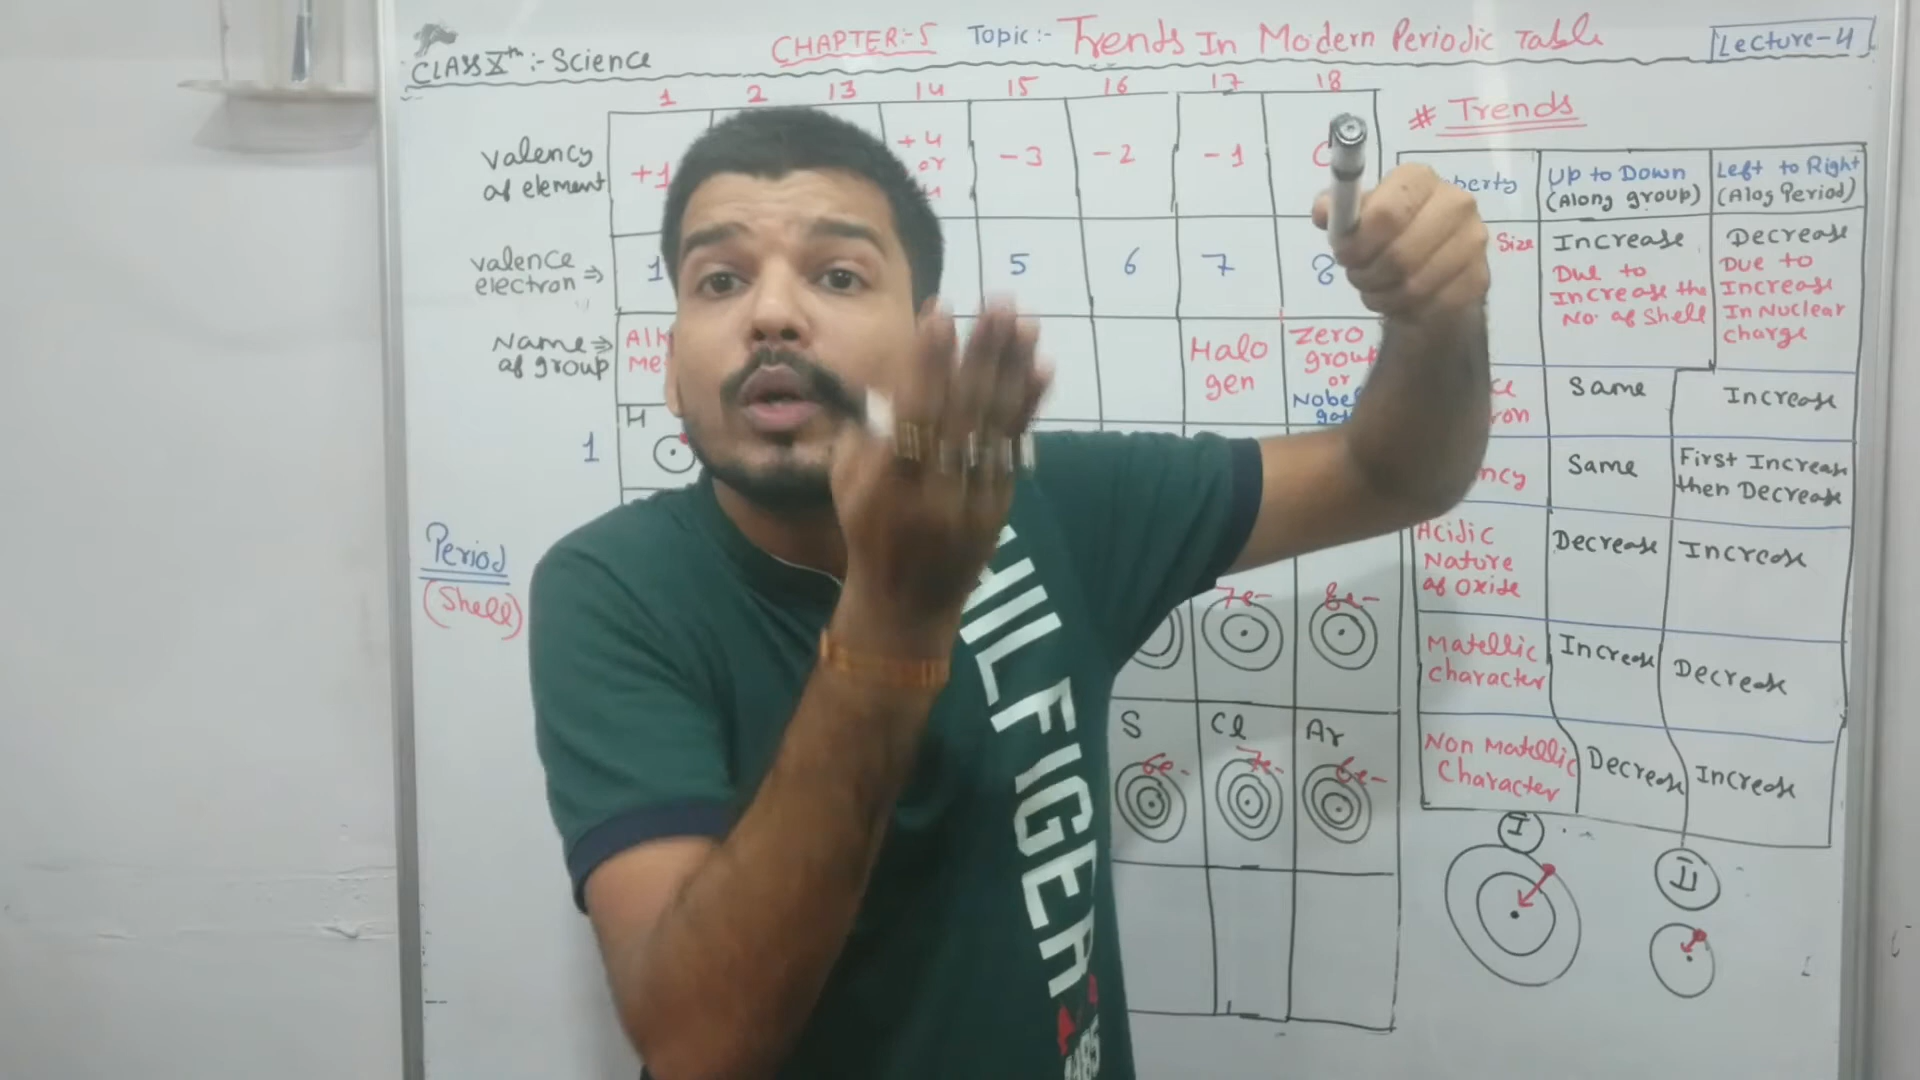 CLASS Xth :- Science
CHAPTER:-5 Topic:- Trends In Modern Periodic Table
Lecture-4
1 2 13 14 15 16 17 18
valency
of element
+1
+4
or
-3 -2 -1
valence
electron ⇒
1 5 6 7 8
Name ⇒
of group
Halo
gen
Zero
group
or
H
1
Period
(Shell)
7e- 8e-
S Cl Ar
6e- 7e- 8e-
# Trends
Up to Down
(Along group)
Left to Right
(Alog Period)
Size
Increase
Due to
Increase the
No. of Shell
Decrease
Due to
Increase
In Nuclear
charge
Same
Increase
Same
First Increase
then Decrease
Acidic
Nature
of Oxide
Decrease
Increase
Matellic
character
Increase
Decrease
Non Matellic
Character
Decrease
Increase
I
II
HILFIGER
1985